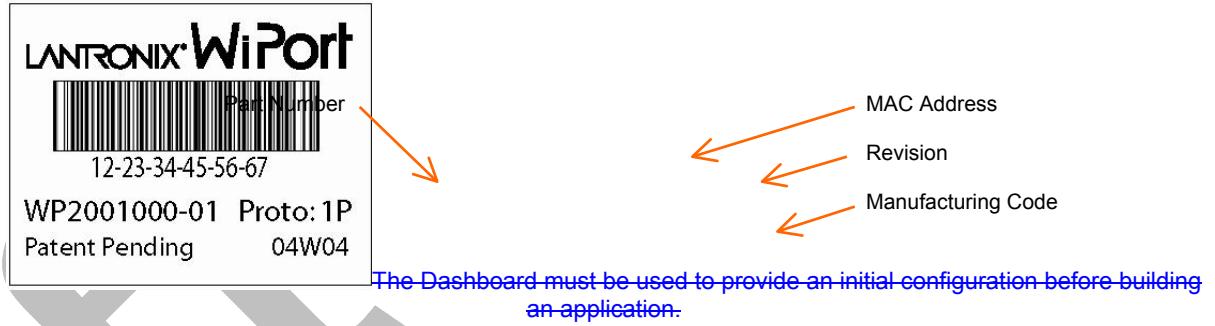 LANTRONIX® WiPort
Part Number
12-23-34-45-56-67
WP2001000-01 Proto: 1P
Patent Pending 04W04
MAC Address
Revision
Manufacturing Code
The Dashboard must be used to provide an initial configuration before building
an application.